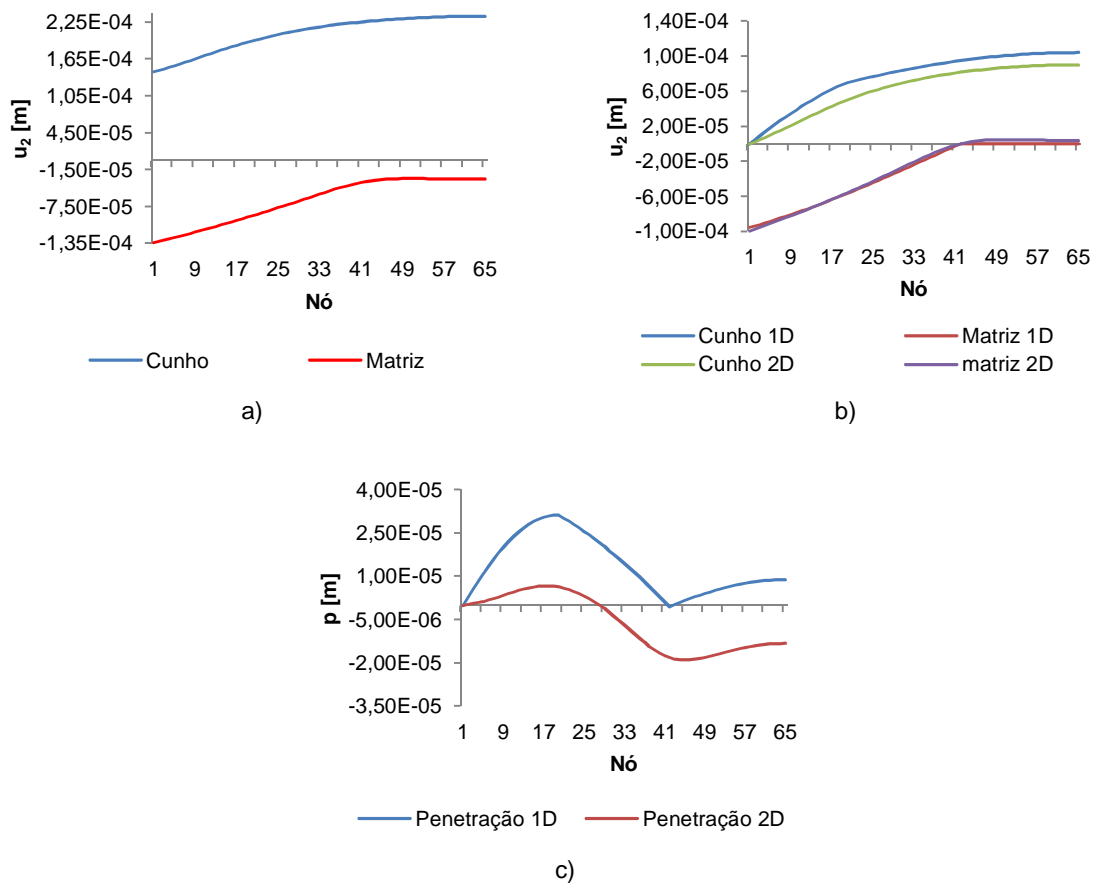 2,25E-04
1,65E-04
1,05E-04
4,50E-05
-1,50E-05
-7,50E-05
-1,35E-04
u₂ [m]
1 9 17 25 33 41 49 57 65
Nó
Cunho Matriz
a)
1,40E-04
1,00E-04
6,00E-05
2,00E-05
-2,00E-05
-6,00E-05
-1,00E-04
u₂ [m]
1 9 17 25 33 41 49 57 65
Nó
Cunho 1D Matriz 1D
Cunho 2D matriz 2D
b)
4,00E-05
2,50E-05
1,00E-05
-5,00E-06
-2,00E-05
-3,50E-05
p [m]
1 9 17 25 33 41 49 57 65
Nó
Penetração 1D Penetração 2D
c)